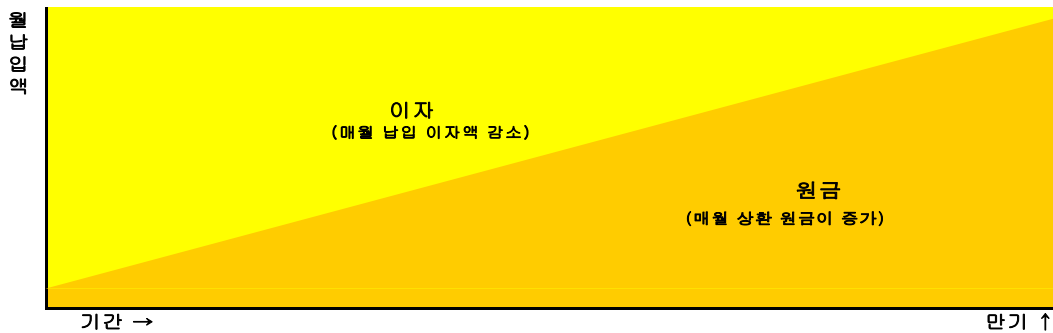 월
납
입
액
이자
(매월 납입 이자액 감소)
원금
(매월 상환 원금이 증가)
기간 →
만기 ↑